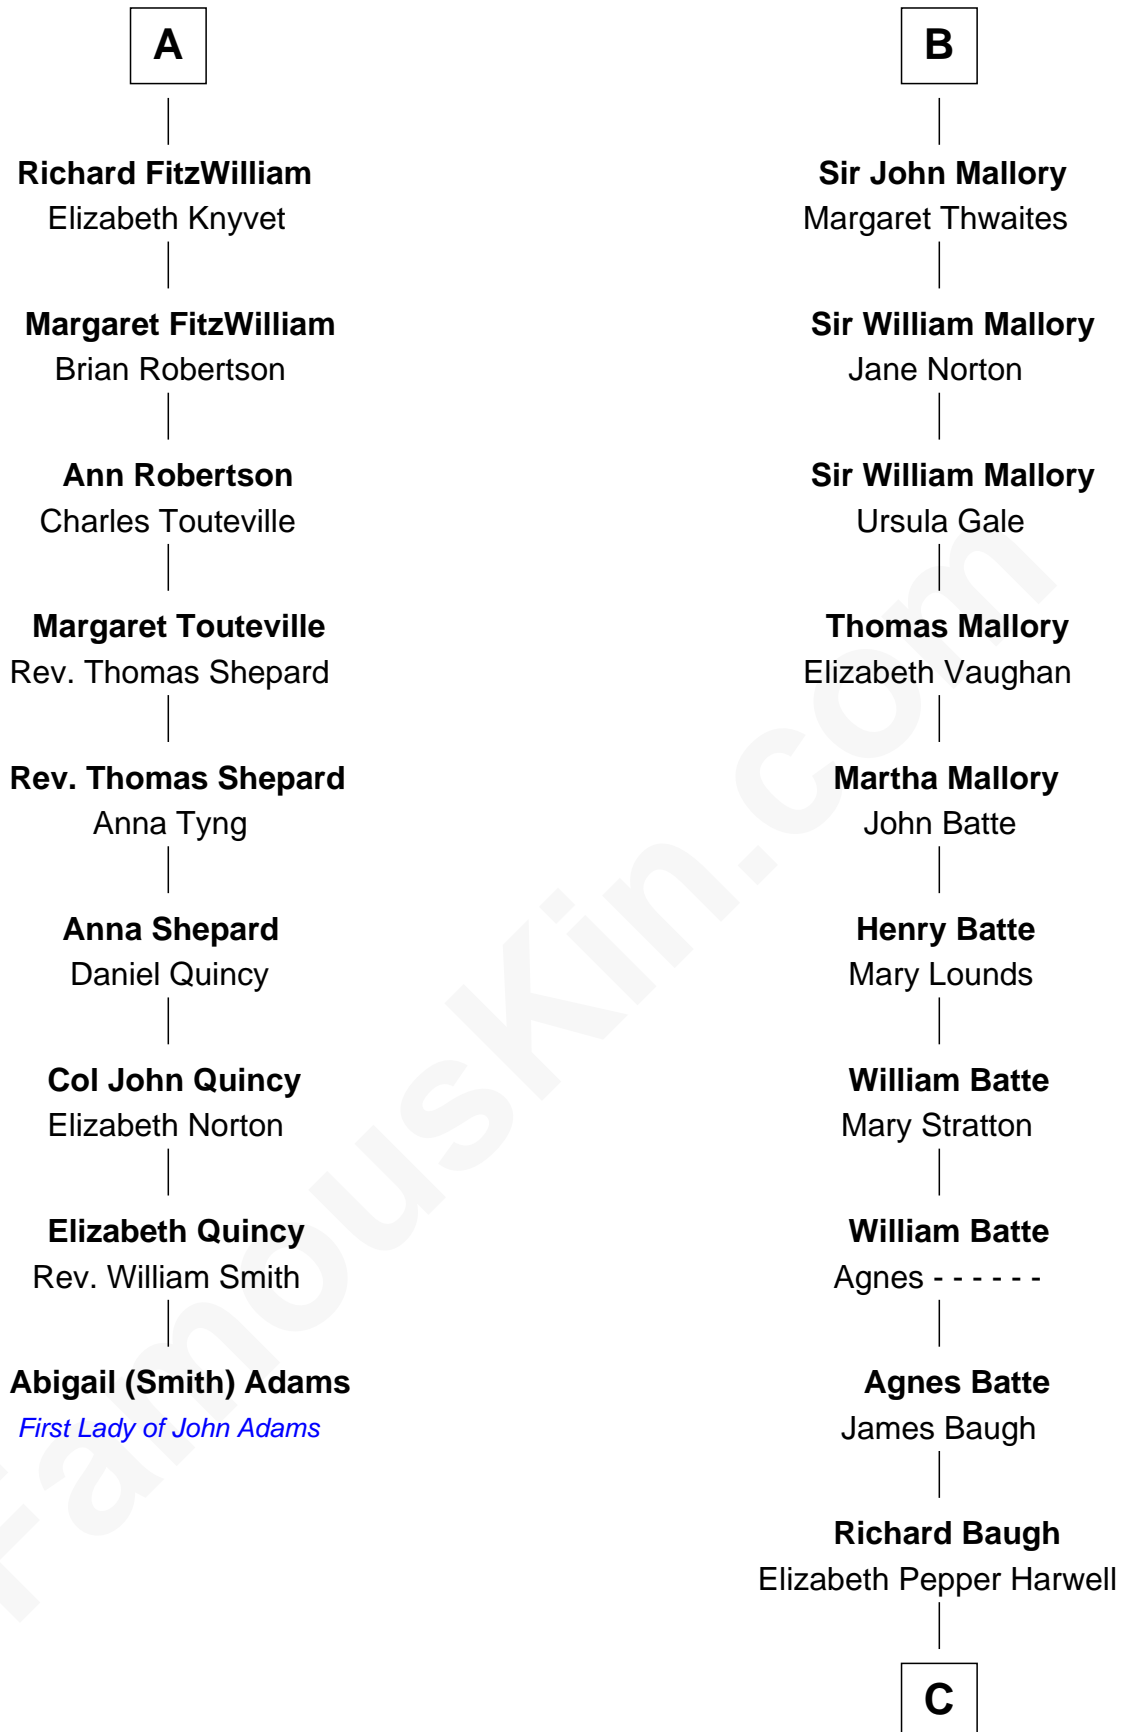 A
Richard FitzWilliam
Elizabeth Knyvet
Margaret FitzWilliam
Brian Robertson
Ann Robertson
Charles Touteville
Margaret Touteville
Rev. Thomas Shepard
Rev. Thomas Shepard
Anna Tyng
Anna Shepard
Daniel Quincy
Col John Quincy
Elizabeth Norton
Elizabeth Quincy
Rev. William Smith
Abigail (Smith) Adams
First Lady of John Adams
B
Sir John Mallory
Margaret Thwaites
Sir William Mallory
Jane Norton
Sir William Mallory
Ursula Gale
Thomas Mallory
Elizabeth Vaughan
Martha Mallory
John Batte
Henry Batte
Mary Lounds
William Batte
Mary Stratton
William Batte
Agnes - - - - - -
Agnes Batte
James Baugh
Richard Baugh
Elizabeth Pepper Harwell
C
FamousKin.com